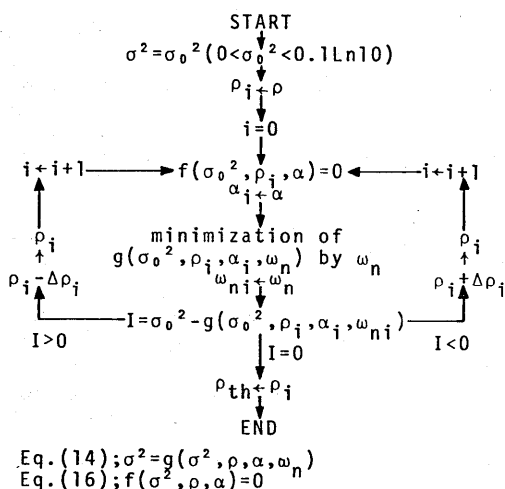 START
σ²=σ₀²(0<σ₀²<0.1Ln10)
ρᵢ←ρ
i=0
i←i+1
f(σ₀²,ρᵢ,α)=0
i←i+1
αᵢ←α
ρᵢ
minimization of
g(σ₀²,ρᵢ,αᵢ,ωₙ) by ωₙ
ρᵢ
ωₙᵢ←ωₙ
ρᵢ-Δρᵢ
ρᵢ+Δρᵢ
I>0
I=σ₀²-g(σ₀²,ρᵢ,αᵢ,ωₙᵢ)
I<0
I=0
ρth←ρᵢ
END
Eq.(14);σ²=g(σ²,ρ,α,ωₙ)
Eq.(16);f(σ²,ρ,α)=0